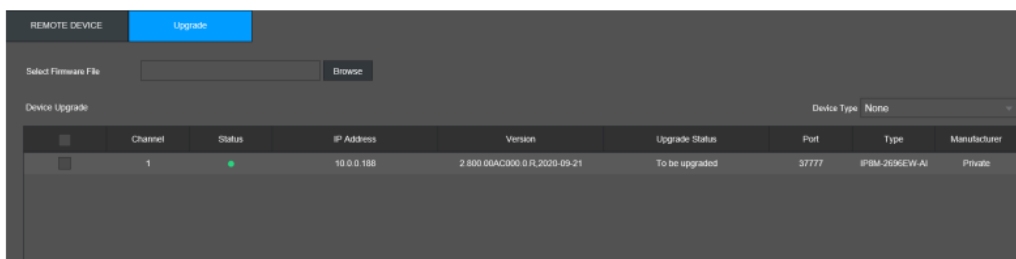 REMOTE DEVICE Upgrade
Select Firmware File Browse
Device Upgrade Device Type None
Channel Status IP Address Version Upgrade Status Port Type Manufacturer
1 10.0.0.188 2.800.00AC000.0.R,2020-09-21 To be upgraded 37777 IP8M-2696EW-AI Private